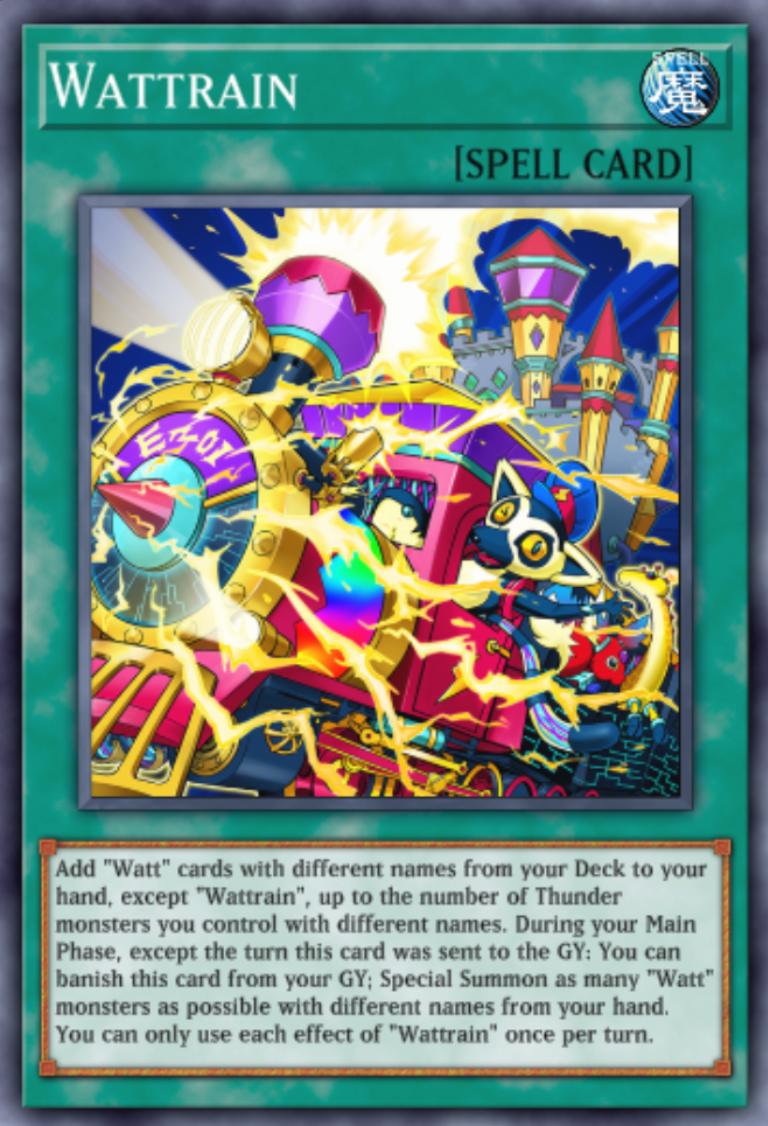 Wattrain
SPELL
魔
[SPELL CARD]
Add "Watt" cards with different names from your Deck to your
hand, except "Wattrain", up to the number of Thunder
monsters you control with different names. During your Main
Phase, except the turn this card was sent to the GY: You can
banish this card from your GY; Special Summon as many "Watt"
monsters as possible with different names from your hand.
You can only use each effect of "Wattrain" once per turn.